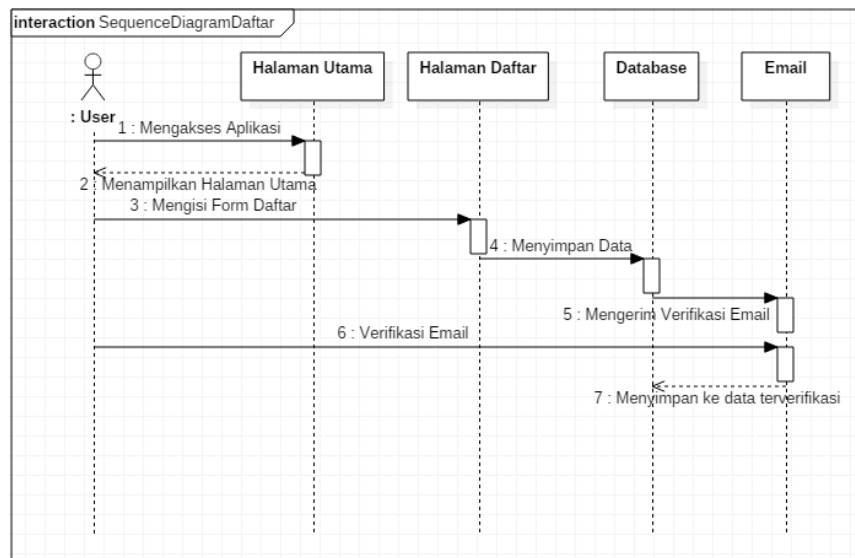 interaction SequenceDiagramDaftar
Halaman Utama
Halaman Daftar
Database
Email
: User
1 : Mengakses Aplikasi
2 : Menampilkan Halaman Utama
3 : Mengisi Form Daftar
4 : Menyimpan Data
5 : Mengerim Verifikasi Email
6 : Verifikasi Email
7 : Menyimpan ke data terverifikasi